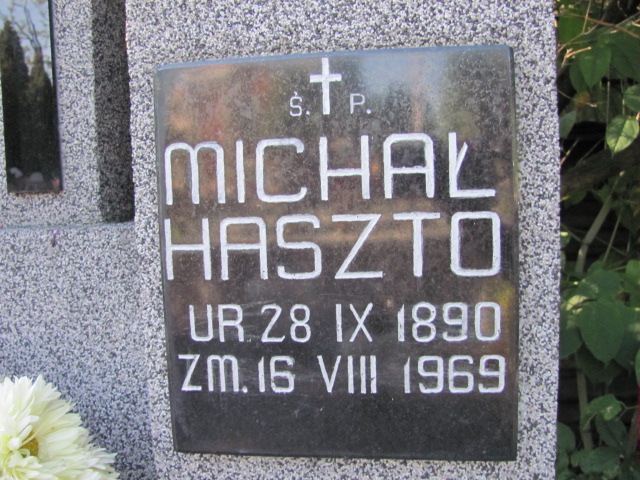 Ś. P.
MICHAŁ
HASZTO
UR. 28 IX 1890
ZM. 16 VIII 1969